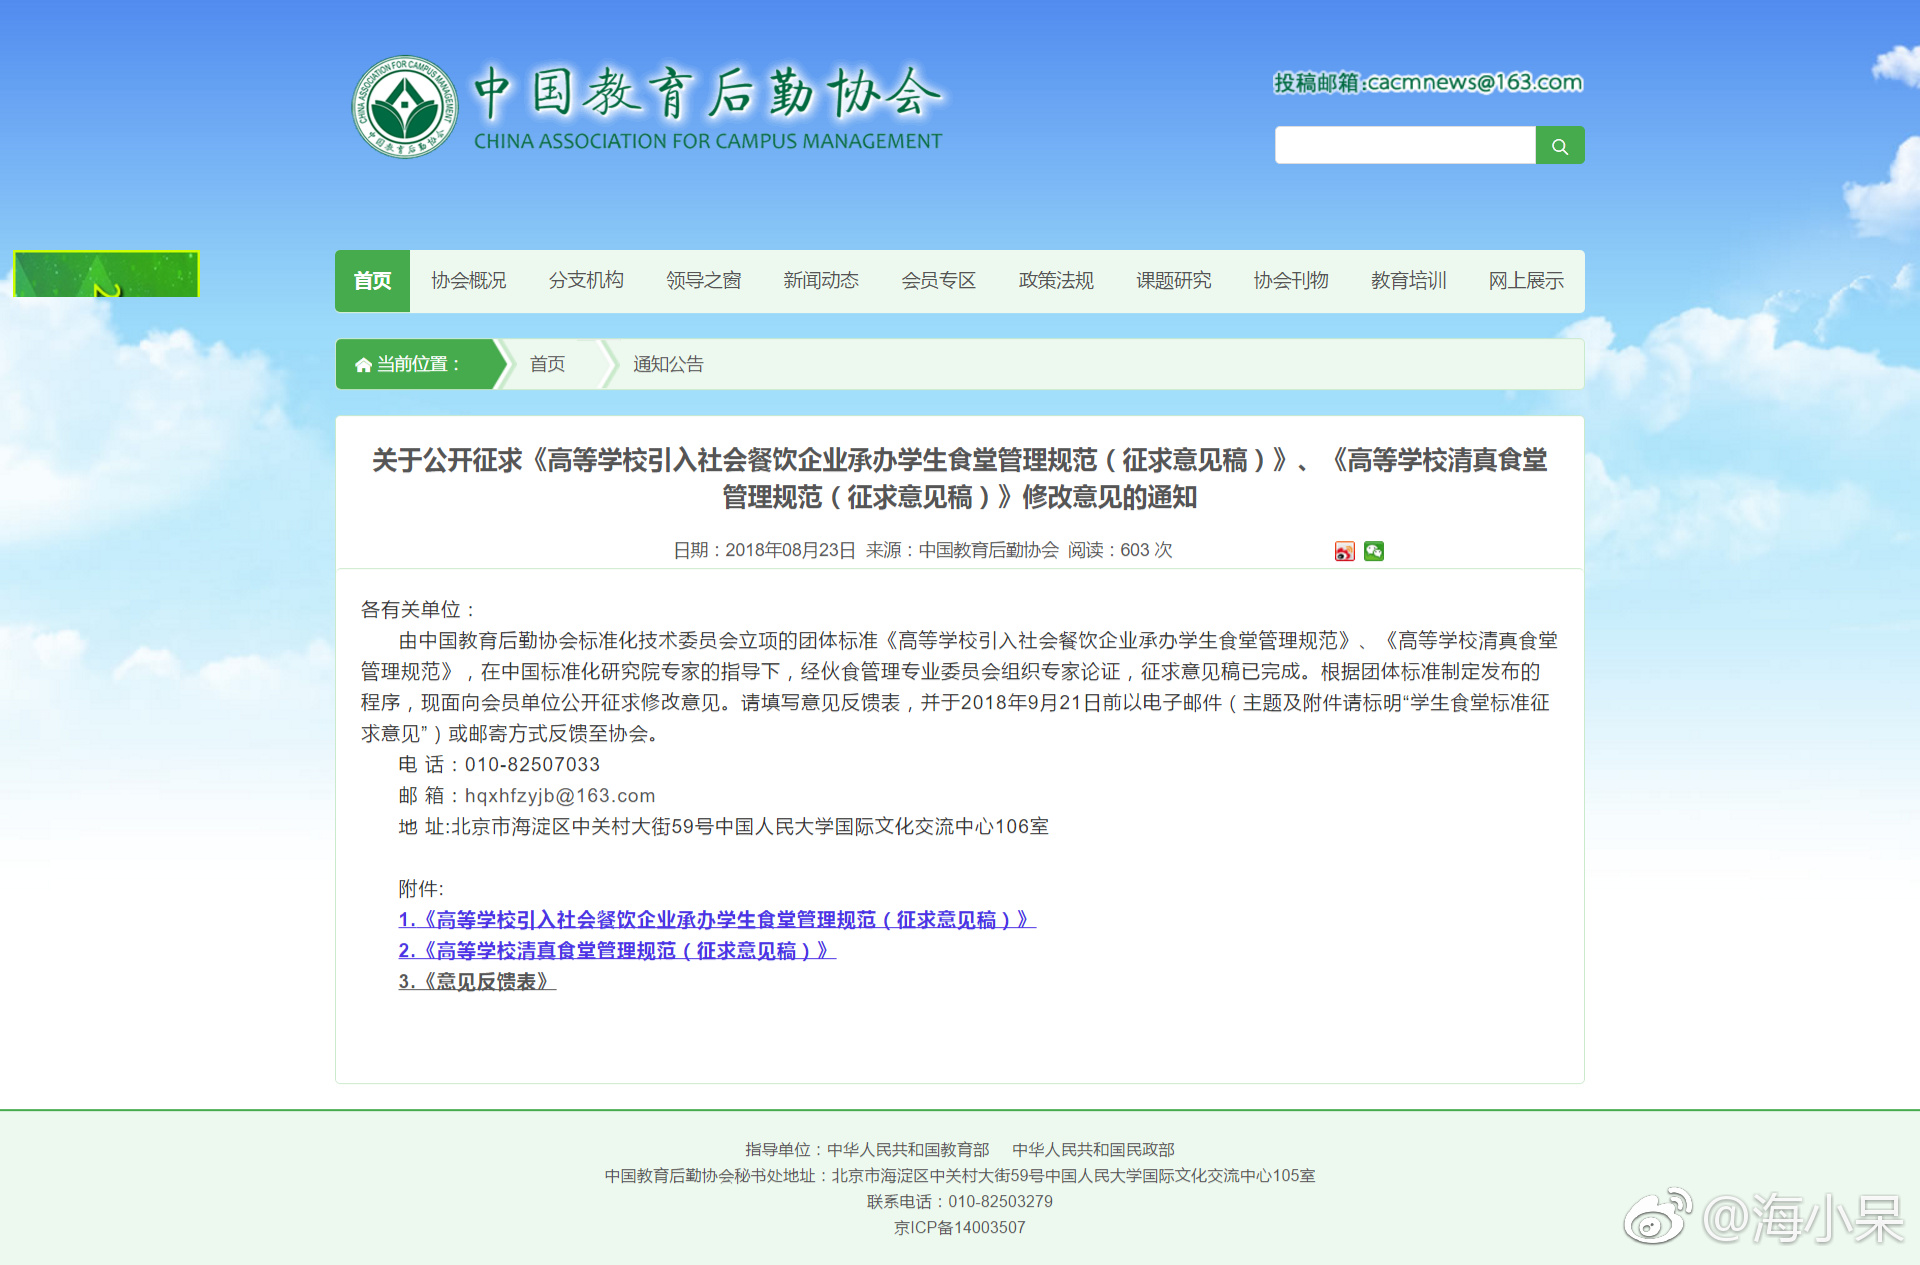 CHINA ASSOCIATION FOR CAMPUS MANAGEMENT
中国教育后勤协会
中国教育后勤协会
CHINA ASSOCIATION FOR CAMPUS MANAGEMENT
投稿邮箱:cacmnews@163.com
首页 协会概况 分支机构 领导之窗 新闻动态 会员专区 政策法规 课题研究 协会刊物 教育培训 网上展示
当前位置： 首页 通知公告
关于公开征求《高等学校引入社会餐饮企业承办学生食堂管理规范（征求意见稿）》、《高等学校清真食堂
管理规范（征求意见稿）》修改意见的通知
日期：2018年08月23日 来源：中国教育后勤协会 阅读：603 次
各有关单位：
由中国教育后勤协会标准化技术委员会立项的团体标准《高等学校引入社会餐饮企业承办学生食堂管理规范》、《高等学校清真食堂
管理规范》，在中国标准化研究院专家的指导下，经伙食管理专业委员会组织专家论证，征求意见稿已完成。根据团体标准制定发布的
程序，现面向会员单位公开征求修改意见。请填写意见反馈表，并于2018年9月21日前以电子邮件（主题及附件请标明“学生食堂标准征
求意见”）或邮寄方式反馈至协会。
电 话：010-82507033
邮 箱：hqxhfzyjb@163.com
地 址:北京市海淀区中关村大街59号中国人民大学国际文化交流中心106室
附件:
1.《高等学校引入社会餐饮企业承办学生食堂管理规范（征求意见稿）》
2.《高等学校清真食堂管理规范（征求意见稿）》
3.《意见反馈表》
指导单位：中华人民共和国教育部 中华人民共和国民政部
中国教育后勤协会秘书处地址：北京市海淀区中关村大街59号中国人民大学国际文化交流中心105室
联系电话：010-82503279
京ICP备14003507
@海小呆